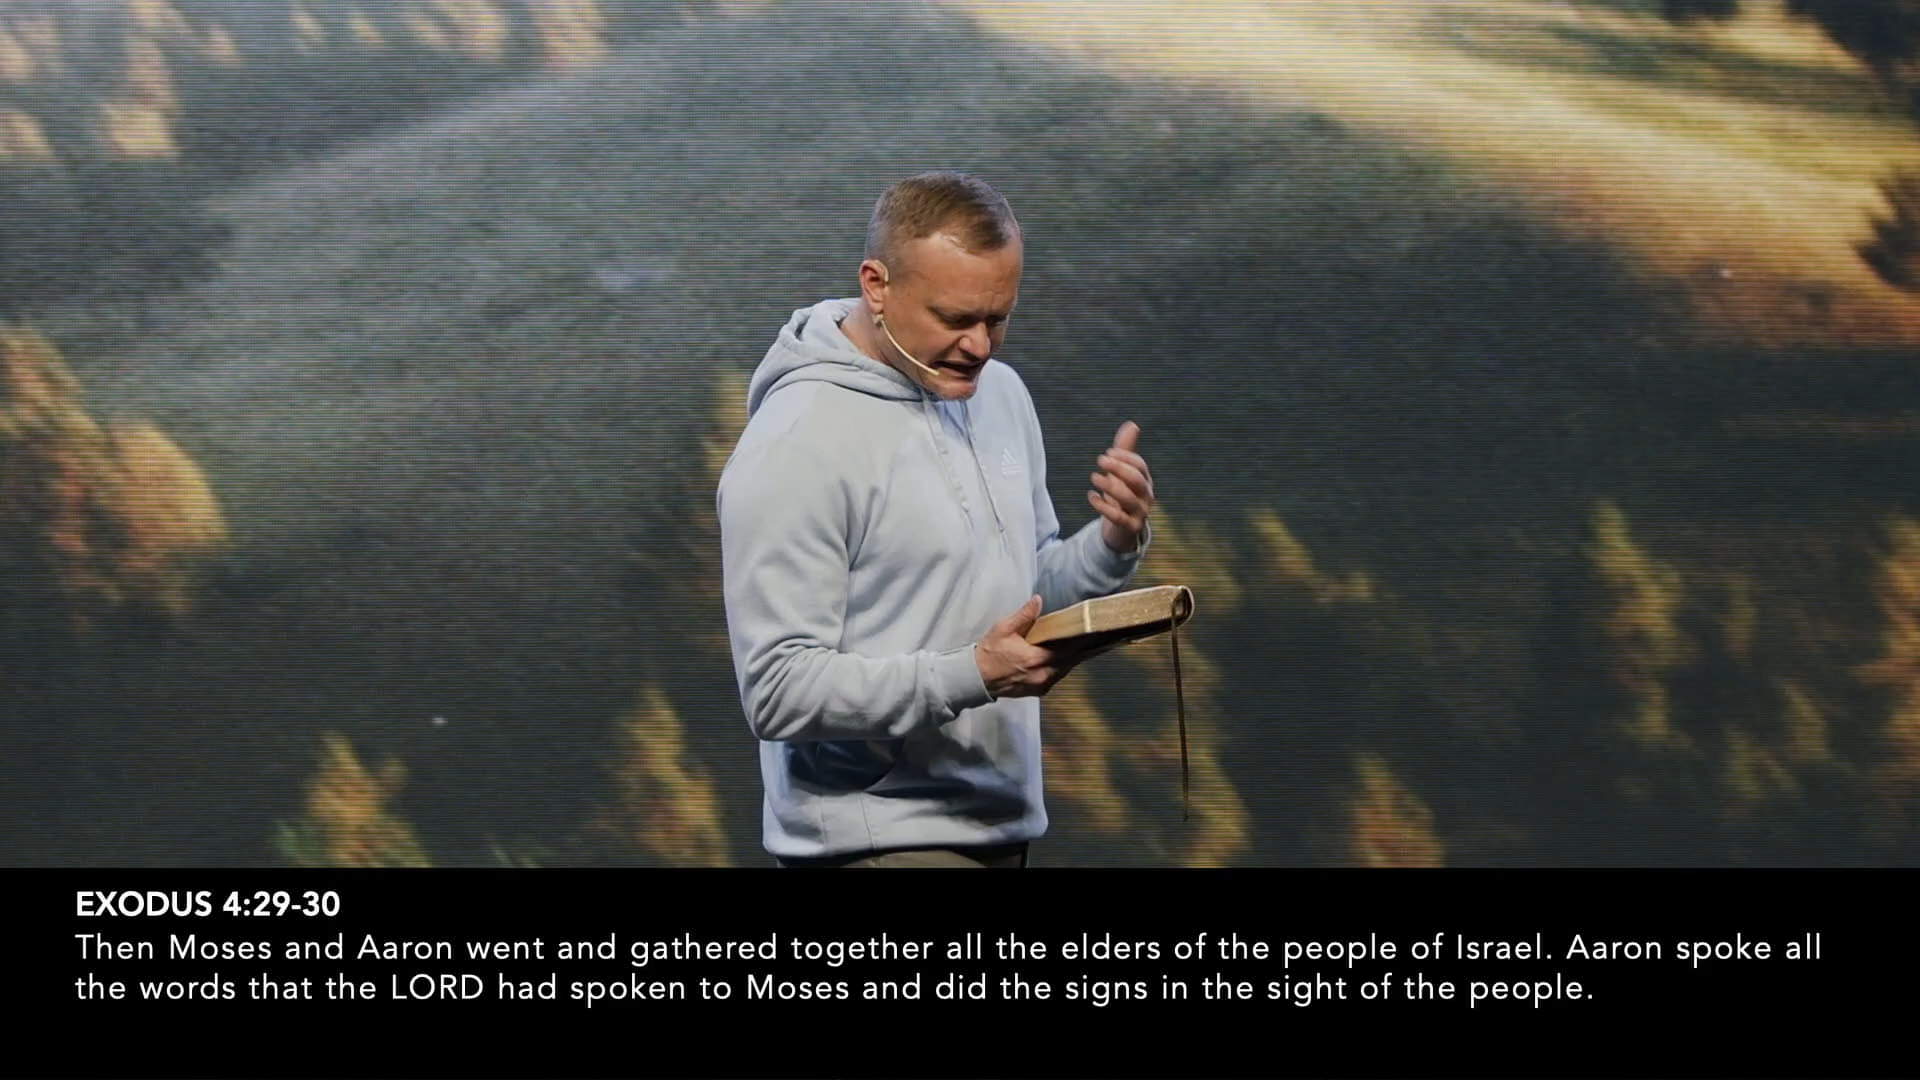 EXODUS 4:29-30
Then Moses and Aaron went and gathered together all the elders of the people of Israel. Aaron spoke all
the words that the LORD had spoken to Moses and did the signs in the sight of the people.